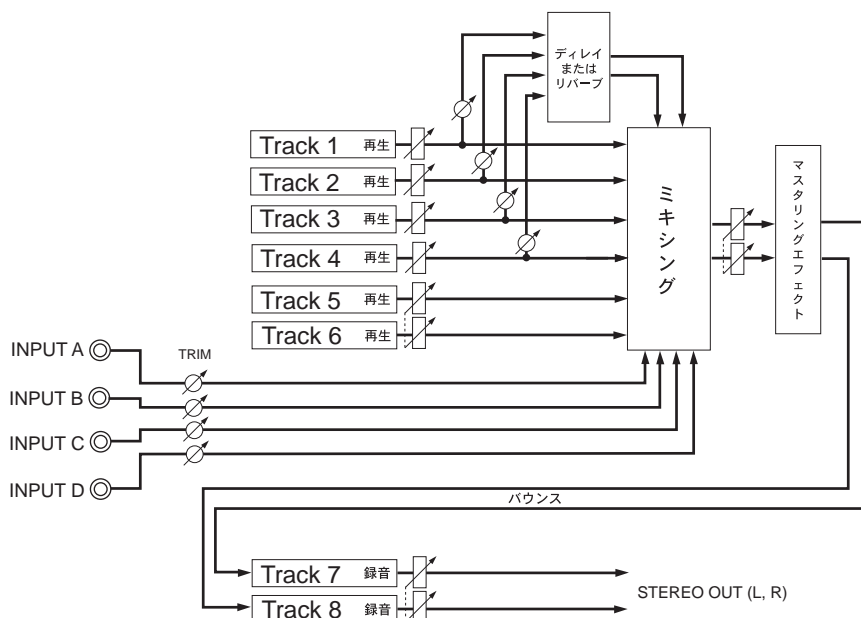 ディレイ
または
リバーブ
Track 1 再生
Track 2 再生
Track 3 再生
Track 4 再生
Track 5 再生
Track 6 再生
ミキシング
マスタリングエフェクト
INPUT A
TRIM
INPUT B
INPUT C
INPUT D
バウンス
Track 7 録音
Track 8 録音
STEREO OUT (L, R)